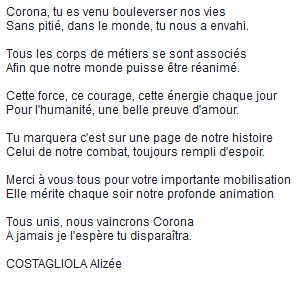 Corona, tu es venu bouleverser nos vies
Sans pitié, dans le monde, tu nous a envahi.
Tous les corps de métiers se sont associés
Afin que notre monde puisse être réanimé.
Cette force, ce courage, cette énergie chaque jour
Pour l'humanité, une belle preuve d'amour.
Tu marquera c'est sur une page de notre histoire
Celui de notre combat, toujours rempli d'espoir.
Merci à vous tous pour votre importante mobilisation
Elle mérite chaque soir notre profonde animation
Tous unis, nous vaincrons Corona
A jamais je l'espère tu disparaîtra.
COSTAGLIOLA Alizée